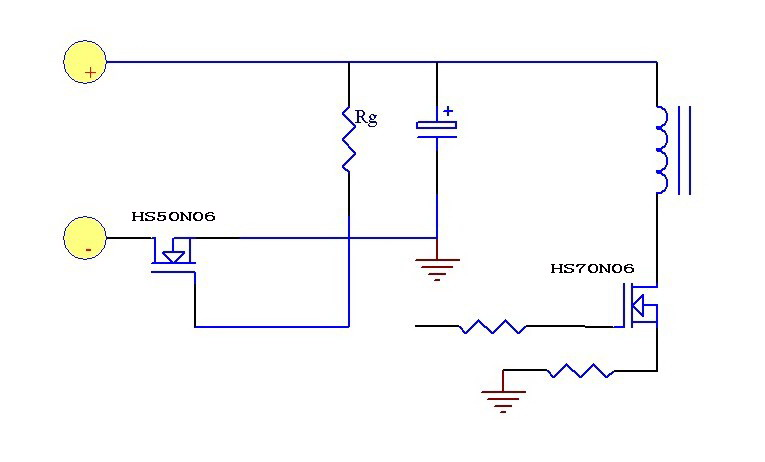 +
Rg
+
HS50N06
-
HS70N06